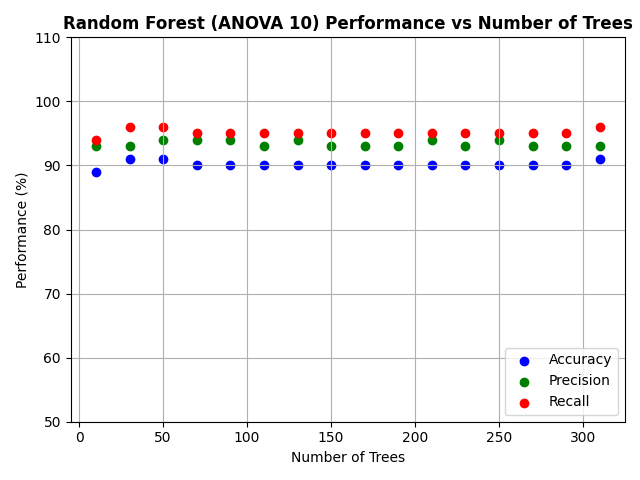 Random Forest (ANOVA 10) Performance vs Number of Trees
110
100
90
80
70
60
50
Performance (%)
0 50 100 150 200 250 300
Number of Trees
Accuracy
Precision
Recall